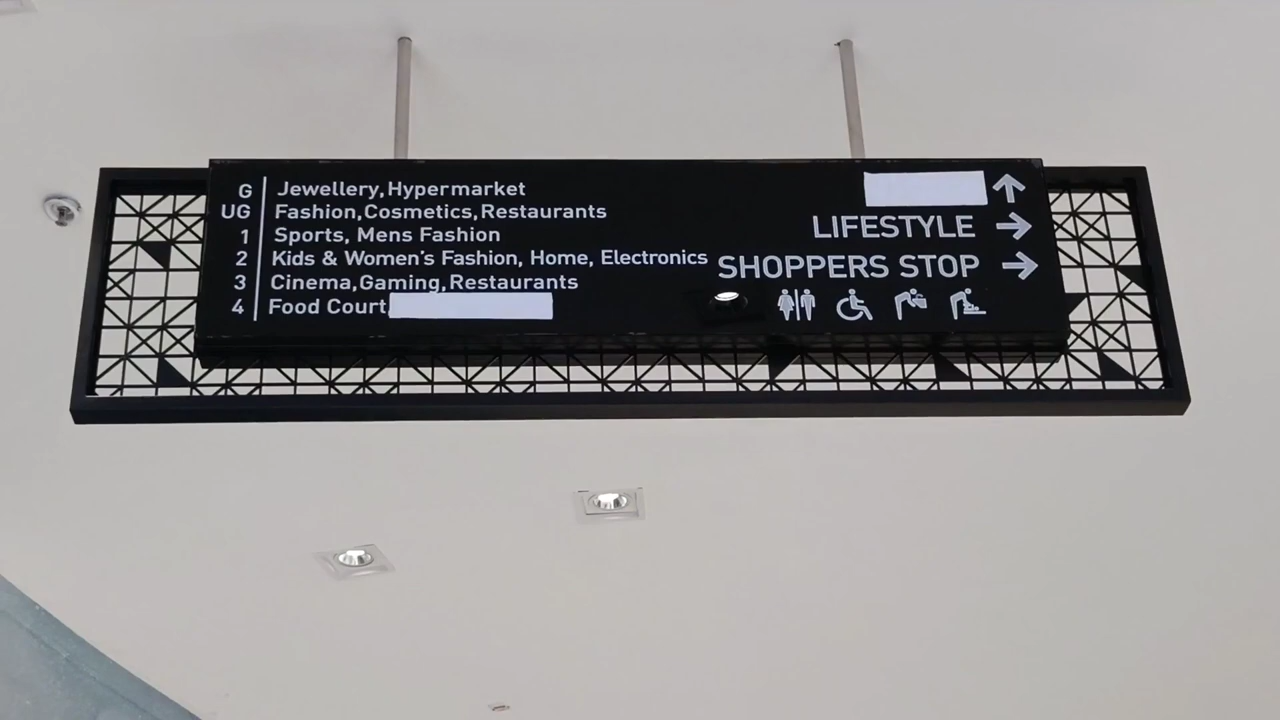 G Jewellery,Hypermarket
UG Fashion,Cosmetics,Restaurants
1 Sports, Mens Fashion
2 Kids & Women's Fashion, Home, Electronics
3 Cinema,Gaming,Restaurants
4 Food Court,
LIFESTYLE
SHOPPERS STOP